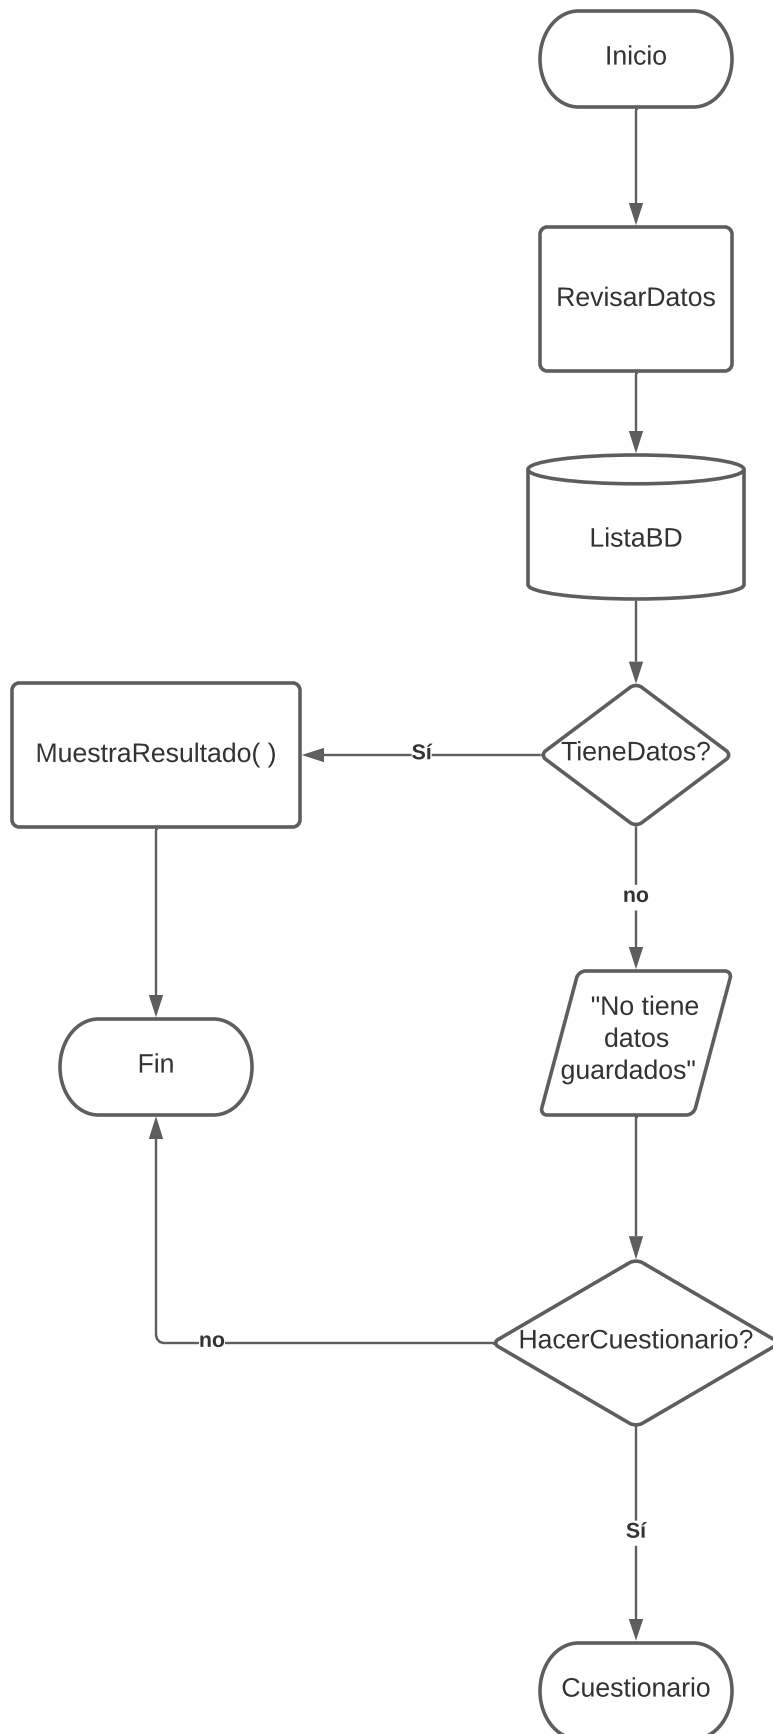 Inicio
RevisarDatos
ListaBD
TieneDatos?
Sí
MuestraResultado( )
no
"No tiene
datos
guardados"
Fin
HacerCuestionario?
no
Sí
Cuestionario